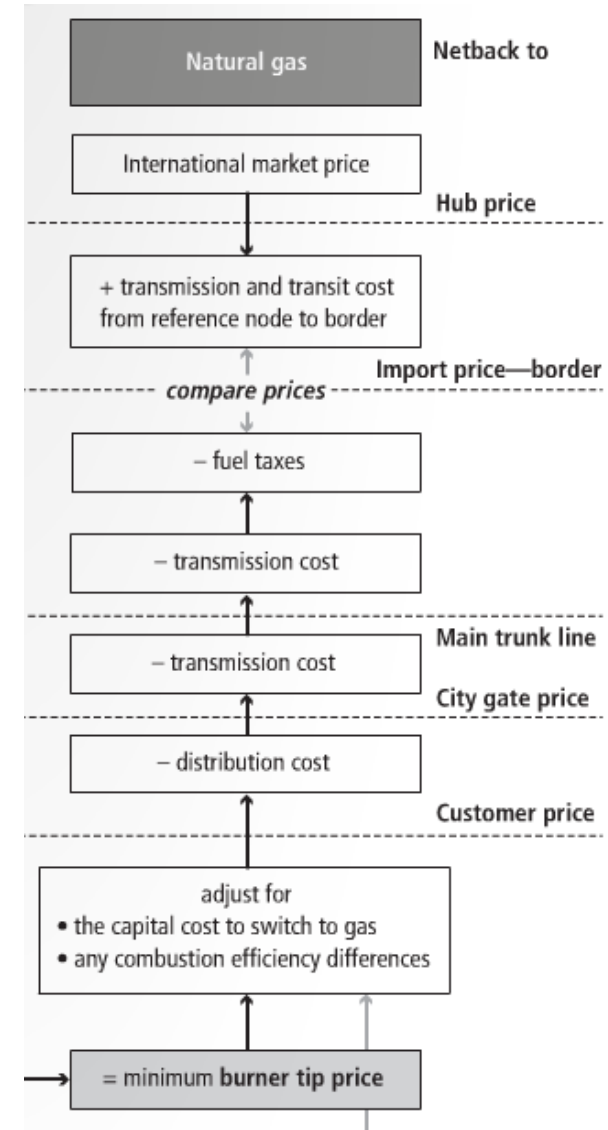 Natural gas
Netback to
International market price
Hub price
+ transmission and transit cost
from reference node to border
Import price—border
compare prices
– fuel taxes
– transmission cost
Main trunk line
– transmission cost
City gate price
– distribution cost
Customer price
adjust for
• the capital cost to switch to gas
• any combustion efficiency differences
= minimum burner tip price